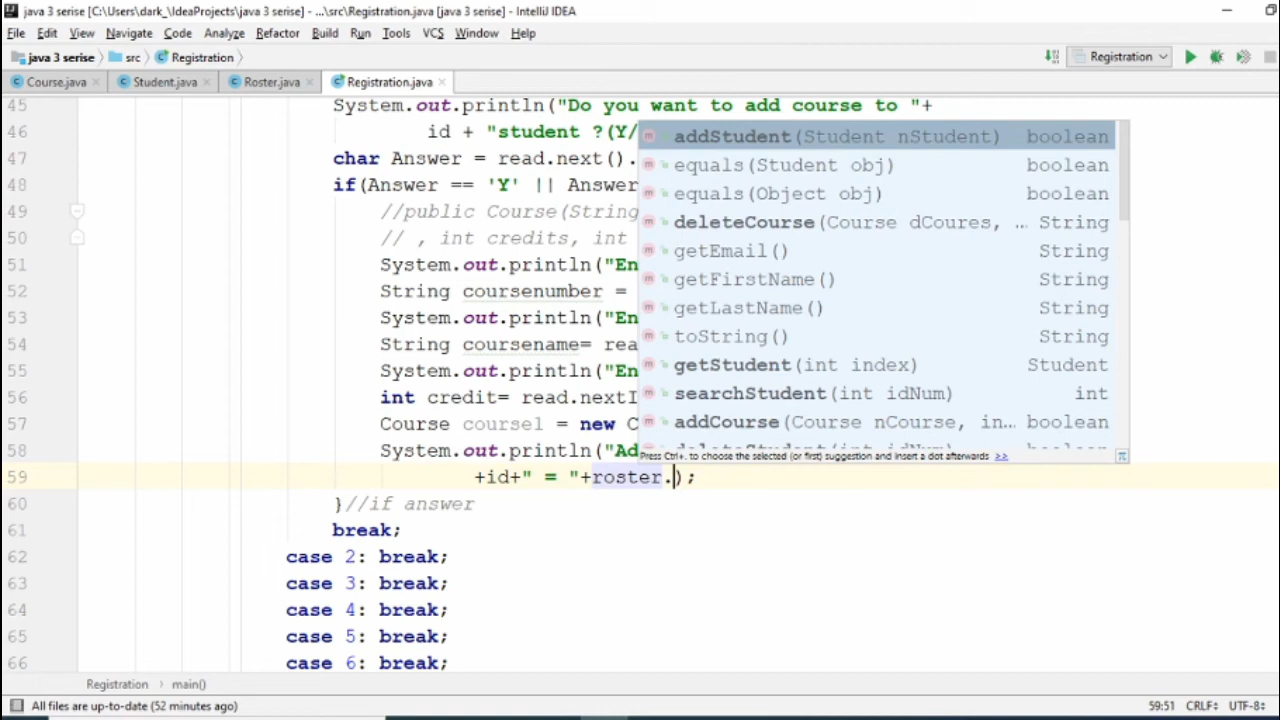 java 3 serise [C:\Users\dark_\IdeaProjects\java 3 serise] - ...\src\Registration.java [java 3 serise] - IntelliJ IDEA
File Edit View Navigate Code Analyze Refactor Build Run Tools VCS Window Help
java 3 serise src Registration Registration
Course.java Student.java Roster.java Registration.java
45 System.out.println("Do you want to add course to "+
46 id + "student ?(Y/
addStudent(Student nStudent) boolean
47 char Answer = read.next().
equals(Student obj) boolean
48 if(Answer == 'Y' || Answer
equals(Object obj) boolean
49 //public Course(String
deleteCourse(Course dCoures, … String
50 // , int credits, int
getEmail() String
51 System.out.println("En
getFirstName() String
52 String coursenumber =
getLastName() String
53 System.out.println("En
toString() String
54 String coursename= rea
getStudent(int index) Student
55 System.out.println("En
searchStudent(int idNum) int
56 int credit= read.nextI
addCourse(Course nCourse, in… boolean
57 Course course1 = new C
deleteStudent(int idNum) boolean
58 System.out.println("Ad
Press Ctrl+. to choose the selected (or first) suggestion and insert a dot afterwards >>
59 +id+" = "+roster.);
60 }//if answer
61 break;
62 case 2: break;
63 case 3: break;
64 case 4: break;
65 case 5: break;
66 case 6: break;
Registration main()
All files are up-to-date (52 minutes ago) 59:51 CRLF UTF-8